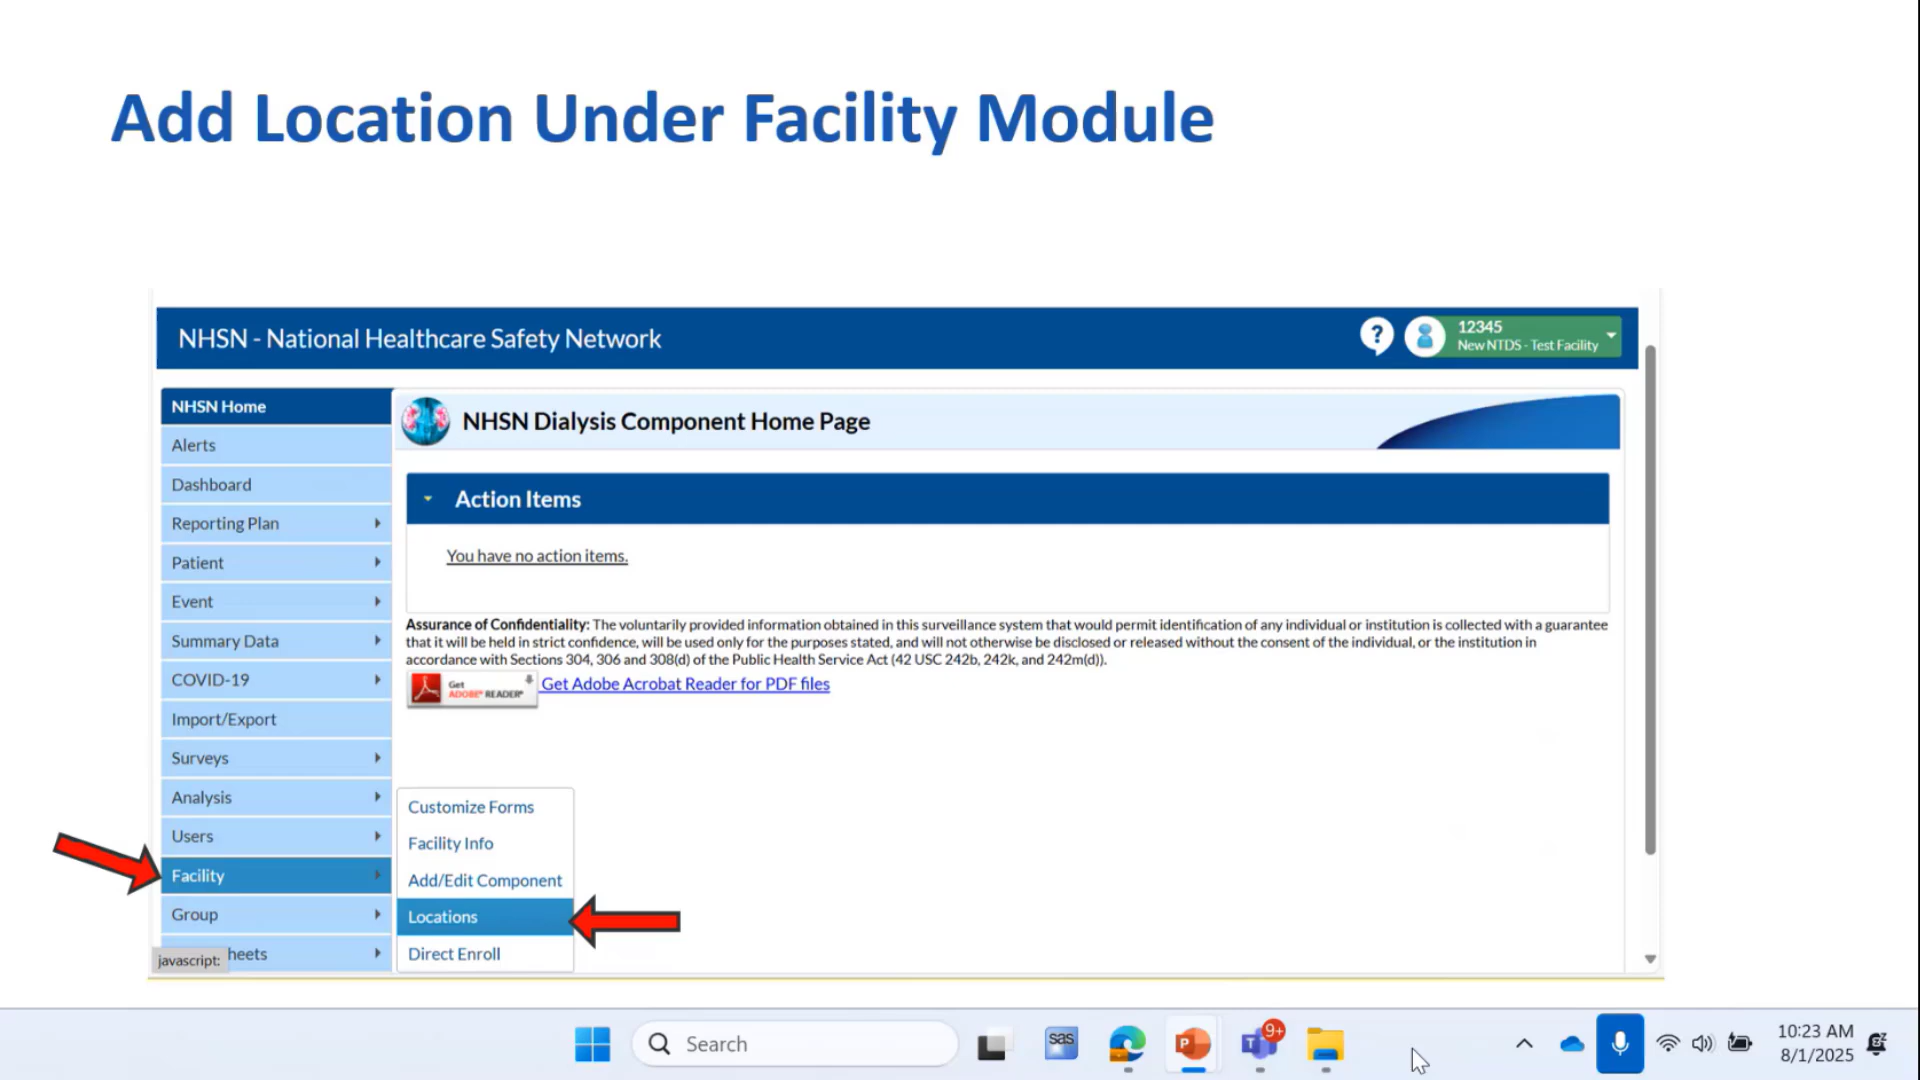 Add Location Under Facility Module
NHSN - National Healthcare Safety Network
?
12345
New NTDS - Test Facility
NHSN Home
Alerts
Dashboard
Reporting Plan
Patient
Event
Summary Data
COVID-19
Import/Export
Surveys
Analysis
Users
Facility
Group
heets
javascript:
NHSN Dialysis Component Home Page
Action Items
You have no action items.
Assurance of Confidentiality: The voluntarily provided information obtained in this surveillance system that would permit identification of any individual or institution is collected with a guarantee
that it will be held in strict confidence, will be used only for the purposes stated, and will not otherwise be disclosed or released without the consent of the individual, or the institution in
accordance with Sections 304, 306 and 308(d) of the Public Health Service Act (42 USC 242b, 242k, and 242m(d)).
Get
ADOBE® READER®
Get Adobe Acrobat Reader for PDF files
Customize Forms
Facility Info
Add/Edit Component
Locations
Direct Enroll
Search
sas
P
T
9+
10:23 AM
8/1/2025